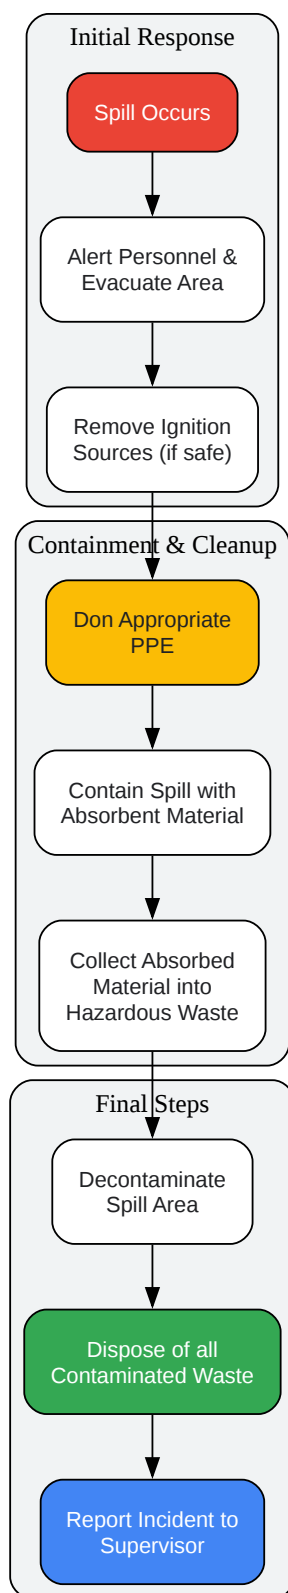 Initial Response
Spill Occurs
Alert Personnel &
Evacuate Area
Remove Ignition
Sources (if safe)
Containment & Cleanup
Don Appropriate
PPE
Contain Spill with
Absorbent Material
Collect Absorbed
Material into
Hazardous Waste
Final Steps
Decontaminate
Spill Area
Dispose of all
Contaminated Waste
Report Incident to
Supervisor